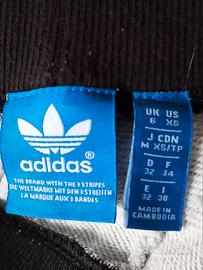 adidas®
THE BRAND WITH THE 3 STRIPES
DIE WELTMARKE MIT DEN 3 STREIFEN
LA MARQUE AUX 3 BANDES
UK US
6 XS
J CDN
M XS/TP
D F
32 34
E I
32 38
MADE IN
CAMBODIA